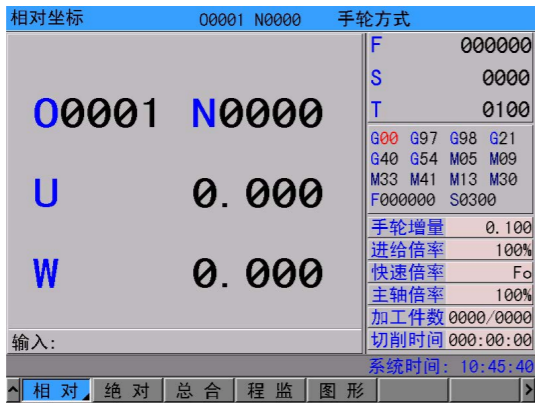 相对坐标 O0001 N0000 手轮方式
O0001 N0000
U 0.000
W 0.000
输入:
F 000000
S 0000
T 0100
G00 G97 G98 G21
G40 G54 M05 M09
M33 M41 M13 M30
F000000 S0300
手轮增量 0.100
进给倍率 100%
快速倍率 Fo
主轴倍率 100%
加工件数 0000/0000
切削时间 000:00:00
系统时间: 10:45:40
^ 相对 绝对 总合 程监 图形 >